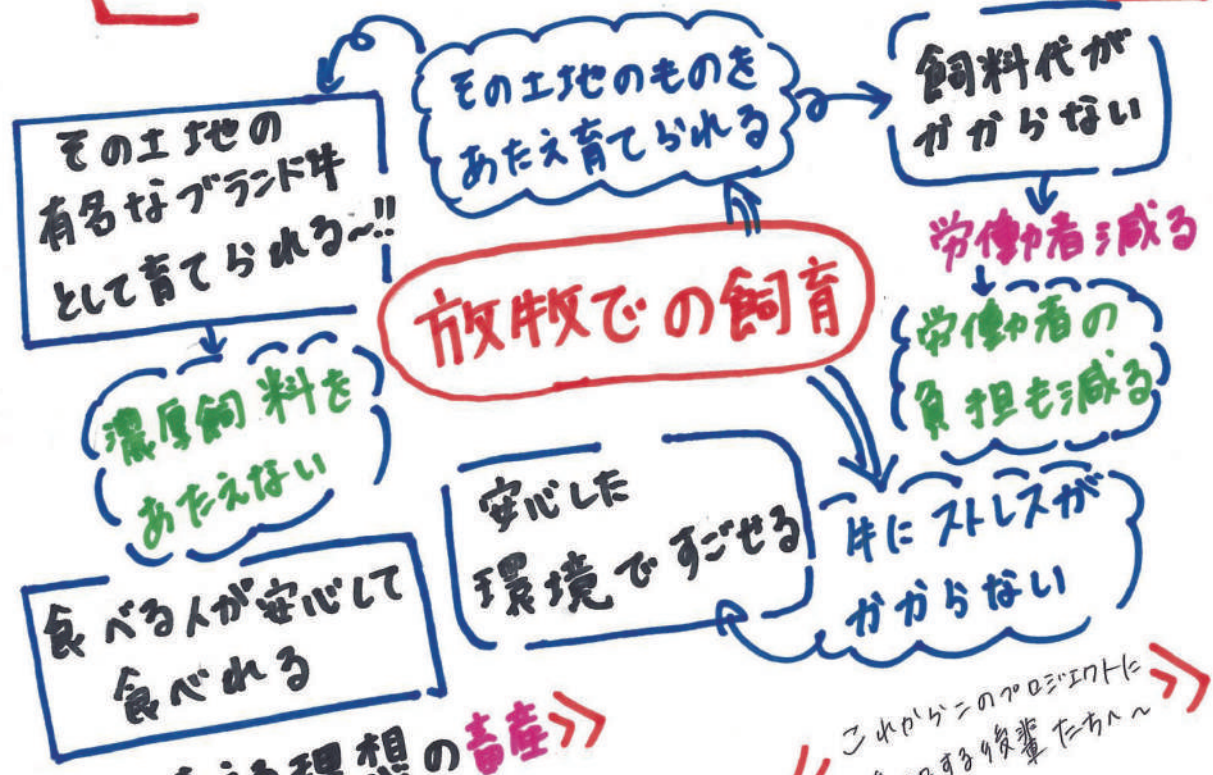 その土地のものを
あたえ育てられる
飼料代が
かからない
その土地の
有名なブランド牛
として育てられる~!!
労働者減る
放牧での飼育
労働者の
負担も減る
濃厚飼料を
あたえない
安心した
環境ですごせる
牛にストレスが
かからない
食べる人が安心して
食べれる
理想の畜産》
これからこのプロジェクトに
する後輩たちへ~